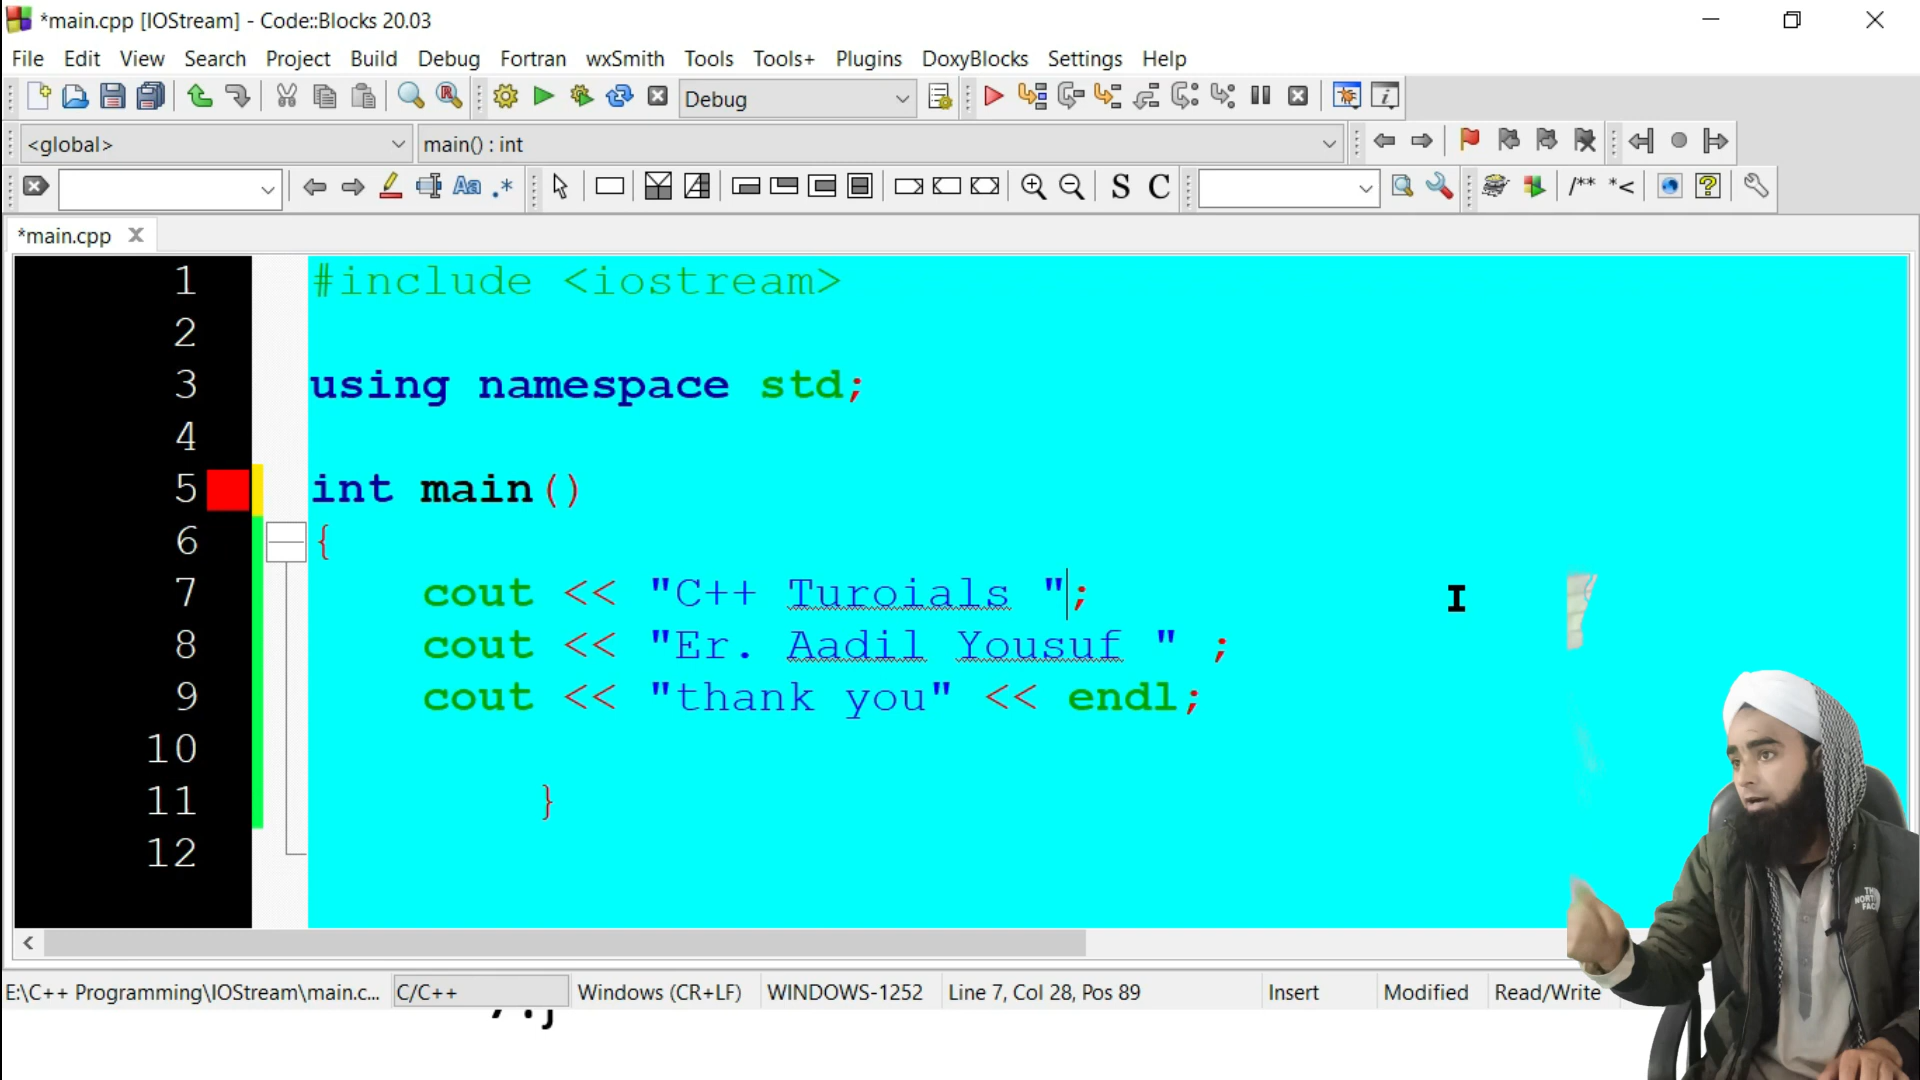 *main.cpp [IOStream] - Code::Blocks 20.03
File Edit View Search Project Build Debug Fortran wxSmith Tools Tools+ Plugins DoxyBlocks Settings Help
Debug
<global> main() : int
S C /** *<
*main.cpp
1 #include <iostream>
2
3 using namespace std;
4
5 int main()
6 {
7 cout << "C++ Turoials ";
8 cout << "Er. Aadil Yousuf " ;
9 cout << "thank you" << endl;
10
11 }
12
E:\C++ Programming\IOStream\main.c... C/C++ Windows (CR+LF) WINDOWS-1252 Line 7, Col 28, Pos 89 Insert Modified Read/Write
THE NORTH FACE